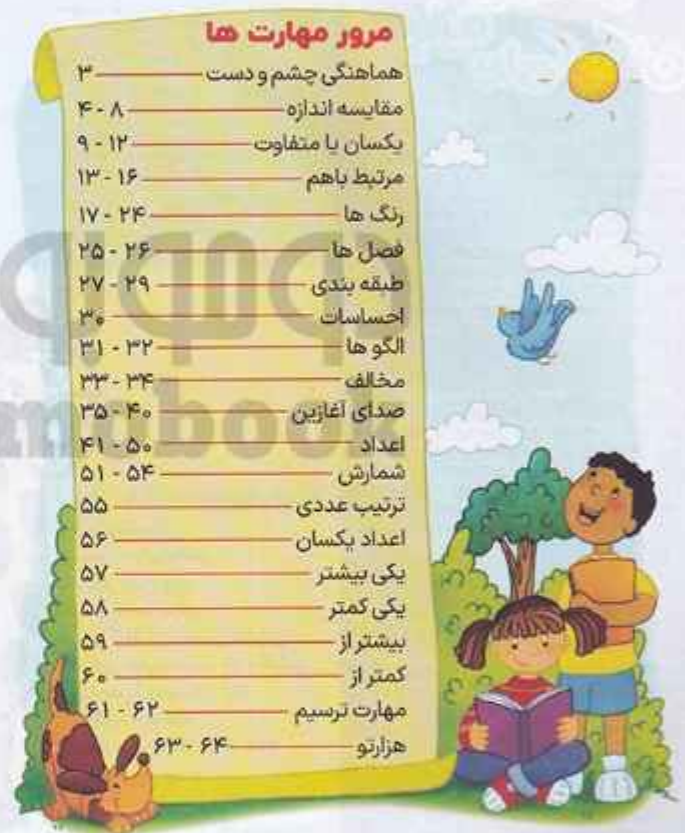 مرور مهارت ها
هماهنگی چشم و دست ۳
مقایسه اندازه ۸ - ۴
یکسان یا متفاوت ۱۲ - ۹
مرتبط باهم ۱۶ - ۱۳
رنگ ها ۲۴ - ۱۷
فصل ها ۲۶ - ۲۵
طبقه بندی ۲۹ - ۲۷
احساسات ۳۰
الگو ها ۳۲ - ۳۱
مخالف ۳۴ - ۳۳
صدای آغازین ۴۰ - ۳۵
اعداد ۵۰ - ۴۱
شمارش ۵۴ - ۵۱
ترتیب عددی ۵۵
اعداد یکسان ۵۶
یکی بیشتر ۵۷
یکی کمتر ۵۸
بیشتر از ۵۹
کمتر از ۶۰
مهارت ترسیم ۶۲ - ۶۱
هزارتو ۶۴ - ۶۳